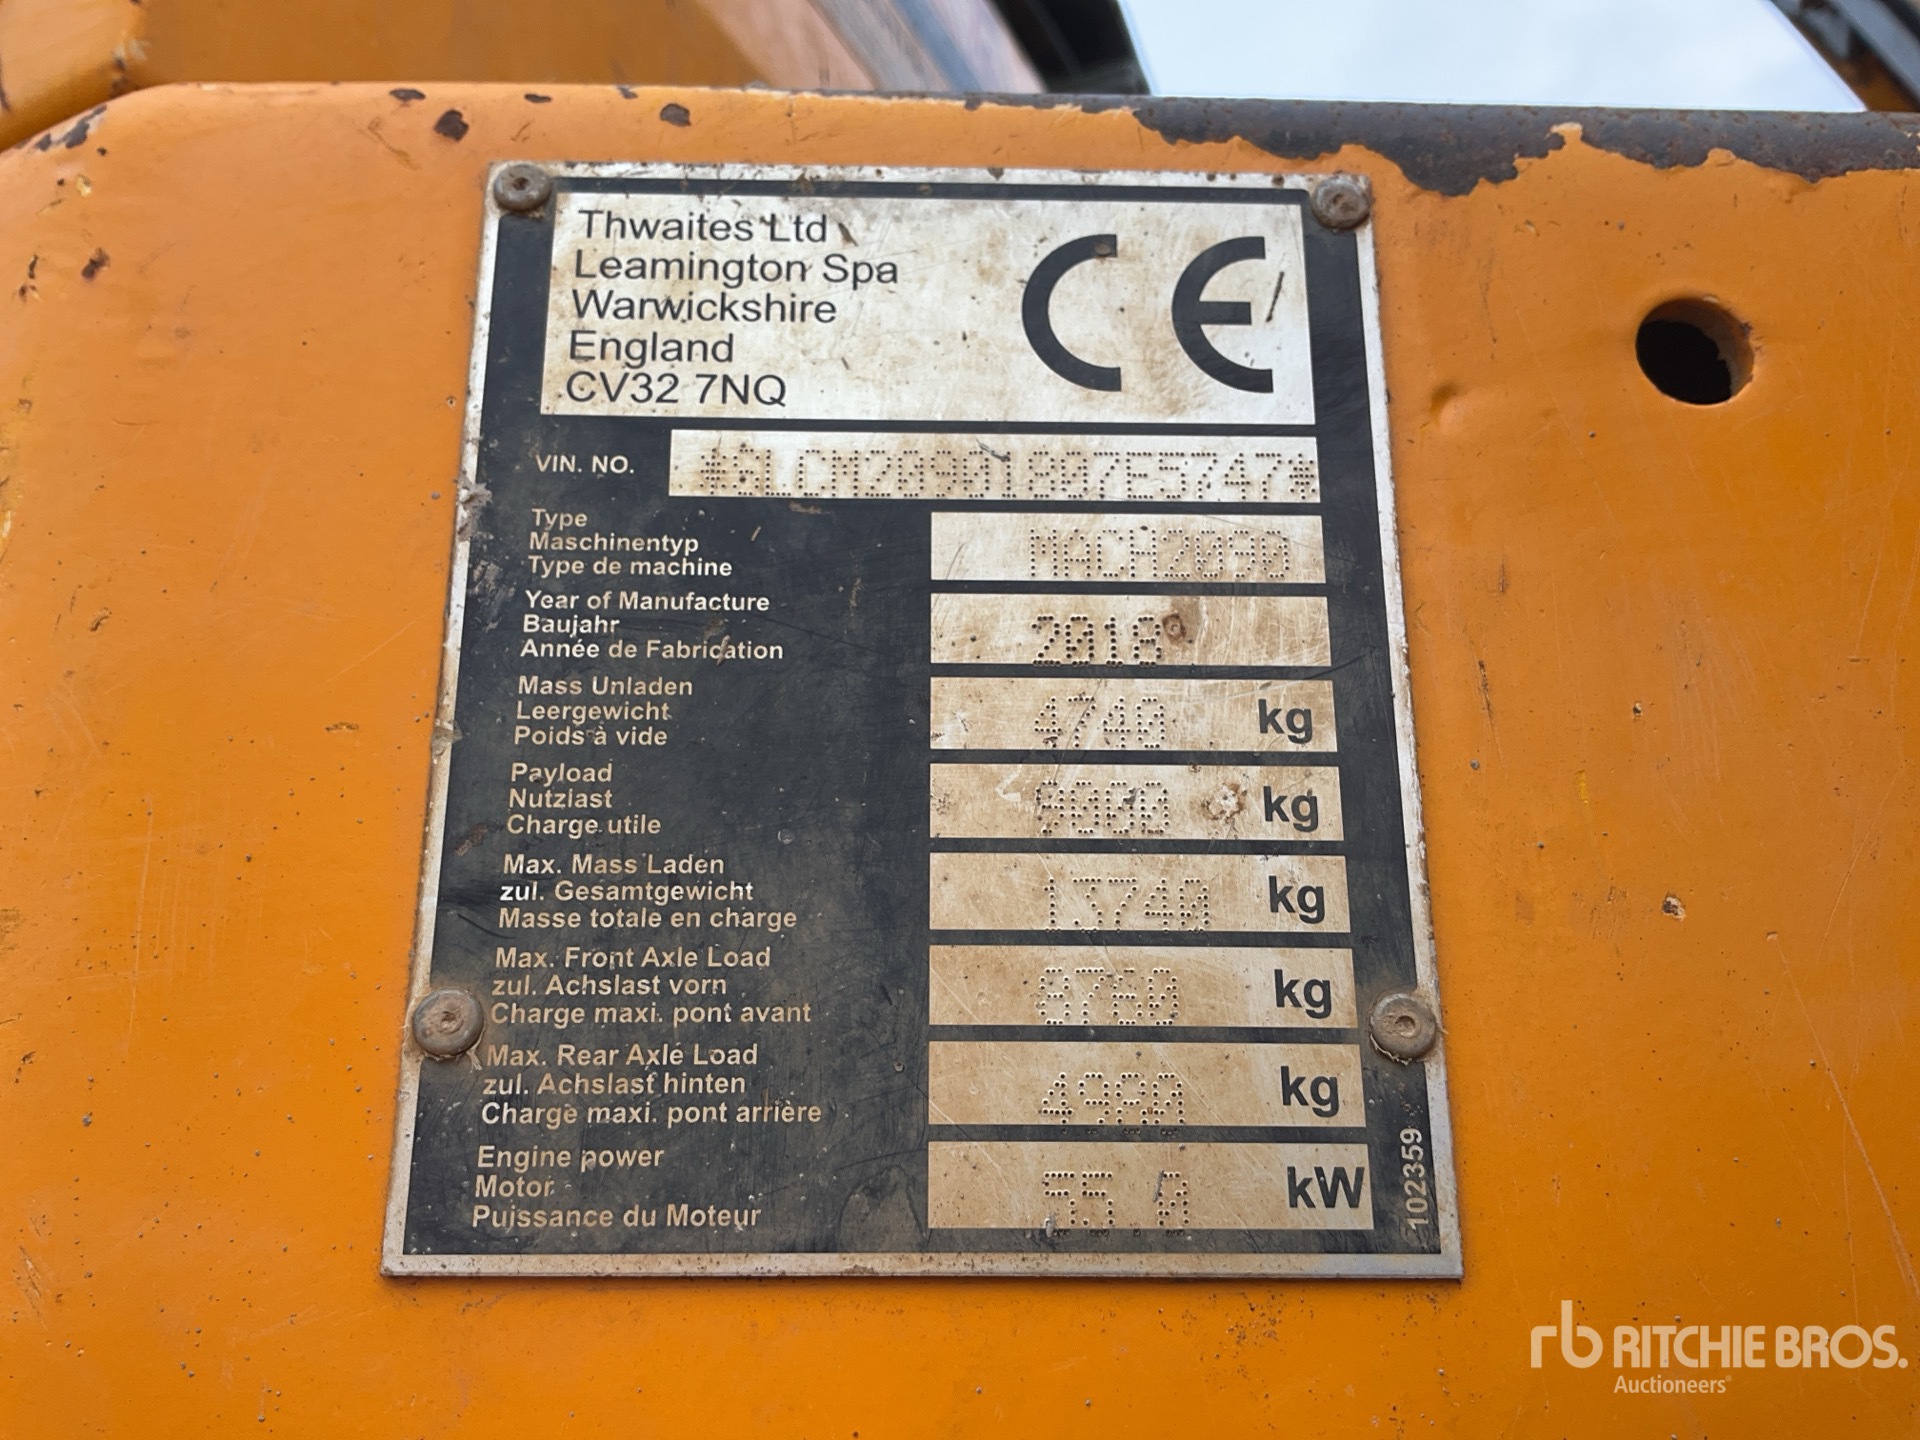 Thwaites Ltd
Leamington Spa
Warwickshire
England
CV32 7NQ
CE
VIN. NO.
Type
Maschinentyp
Type de machine
MACH2090
Year of Manufacture
Baujahr
Année de Fabrication
2018
Mass Unladen
Leergewicht
Poids à vide
4740 kg
Payload
Nutzlast
Charge utile
9000 kg
Max. Mass Laden
zul. Gesamtgewicht
Masse totale en charge
13740 kg
Max. Front Axle Load
zul. Achslast vorn
Charge maxi. pont avant
8760 kg
Max. Rear Axle Load
zul. Achslast hinten
Charge maxi. pont arrière
4980 kg
Engine power
Motor
Puissance du Moteur
55.0 kW
102359
rb RITCHIE BROS.
Auctioneers